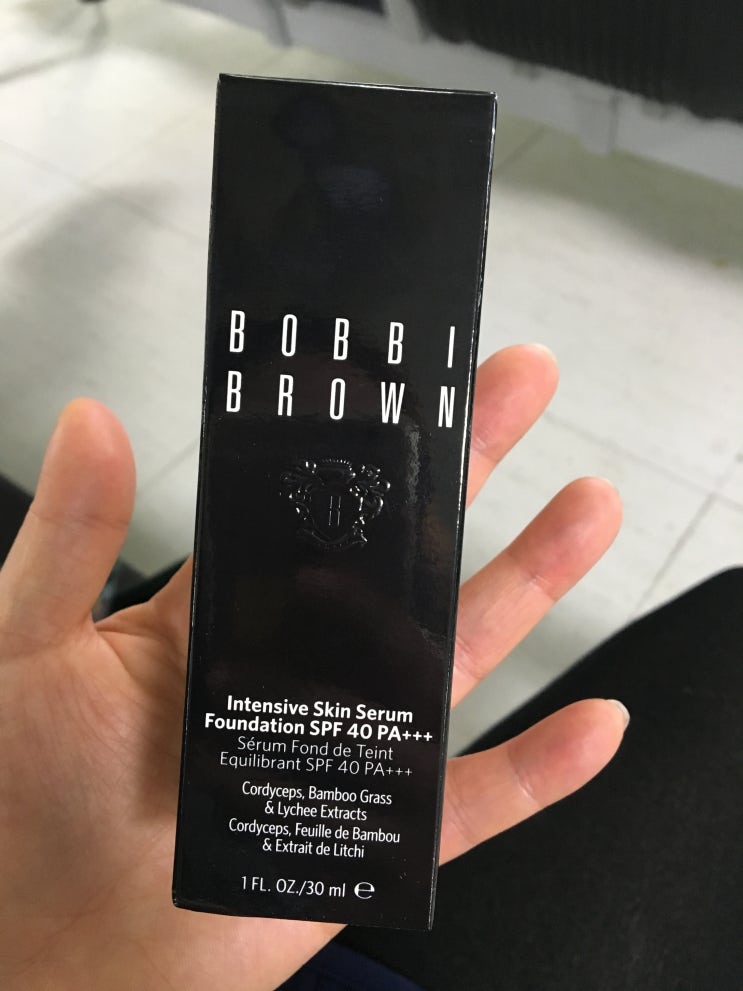 BOBBI
BROWN
Intensive Skin Serum
Foundation SPF 40 PA+++
Sérum Fond de Teint
Equilibrant SPF 40 PA+++
Cordyceps, Bamboo Grass
& Lychee Extracts
Cordyceps, Feuille de Bambou
& Extrait de Litchi
1 FL. OZ./30 ml ℮